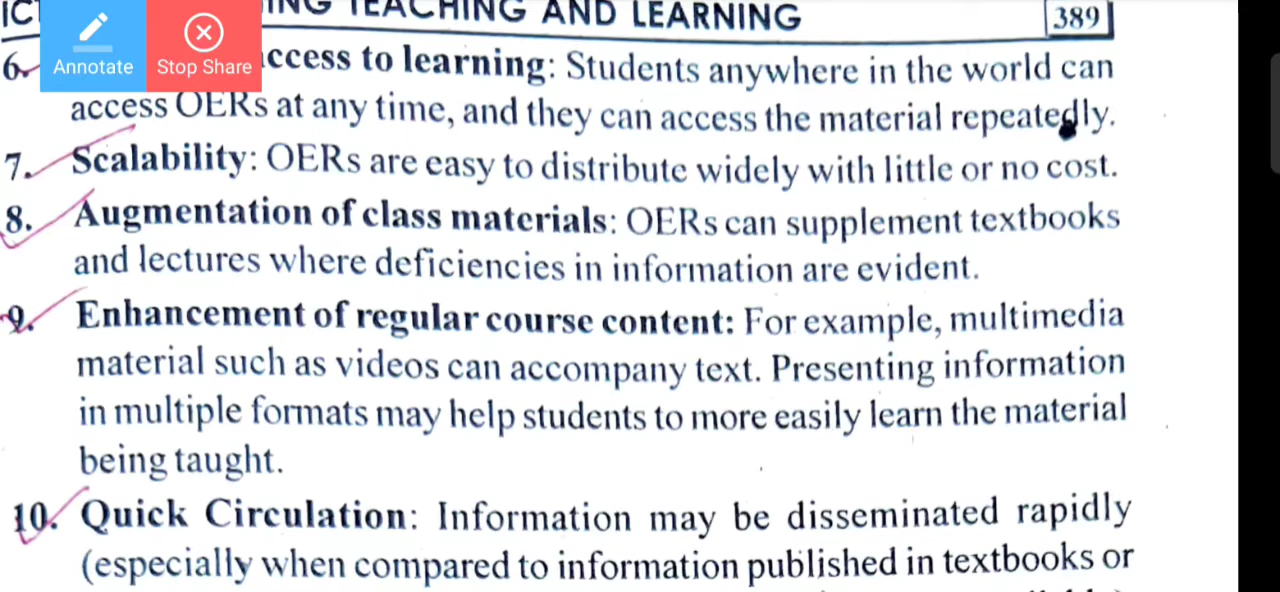 IC
ING TEACHING AND LEARNING
389
Annotate
Stop Share
6. ccess to learning: Students anywhere in the world can
access OERs at any time, and they can access the material repeatedly.
7. Scalability: OERs are easy to distribute widely with little or no cost.
8. Augmentation of class materials: OERs can supplement textbooks
and lectures where deficiencies in information are evident.
9. Enhancement of regular course content: For example, multimedia
material such as videos can accompany text. Presenting information
in multiple formats may help students to more easily learn the material
being taught.
10. Quick Circulation: Information may be disseminated rapidly
(especially when compared to information published in textbooks or